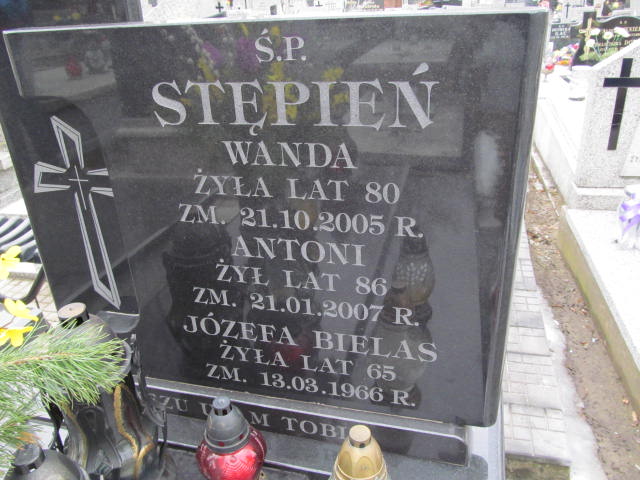 Ś.P.
STĘPIEŃ
WANDA
ŻYŁA LAT 80
ZM. 21.10.2005 R.
ANTONI
ŻYŁ LAT 86
ZM. 21.01.2007 R.
JÓZEFA BIELAS
ŻYŁA LAT 65
ZM. 13.03.1966 R.